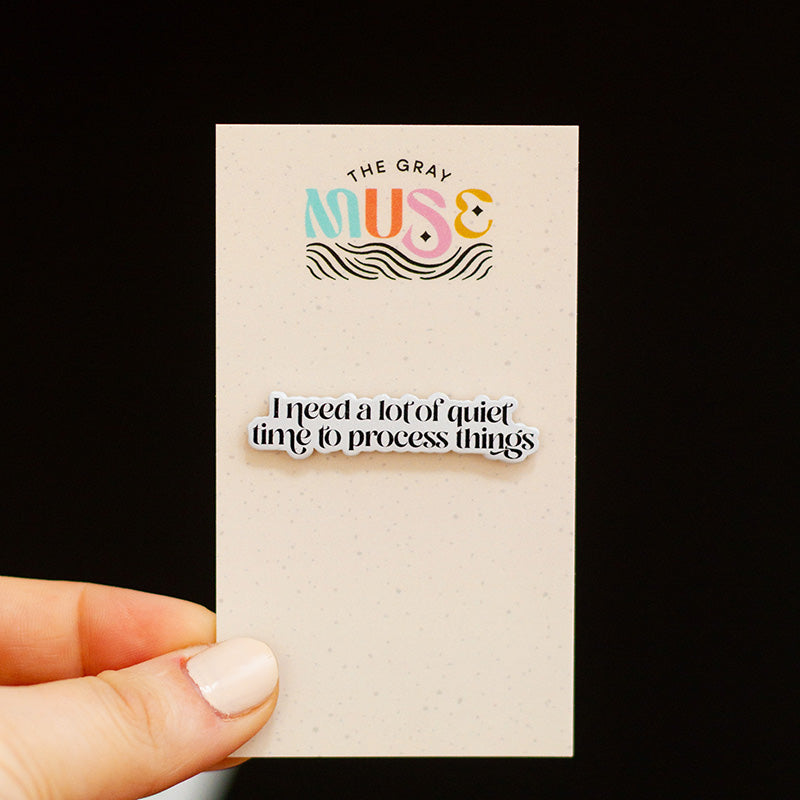 THE GRAY
MUSE
I need a lot of quiet
time to process things